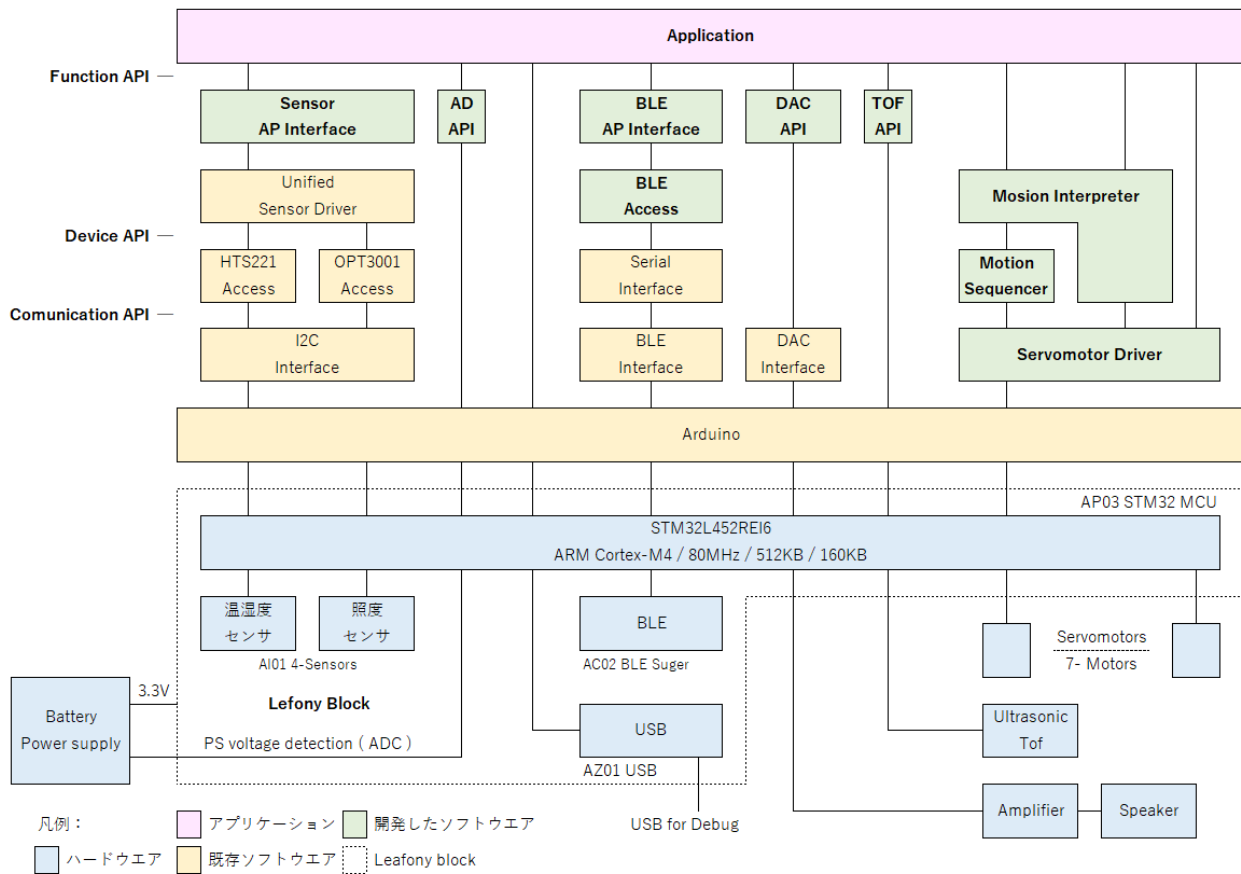 Application
Function API
Sensor
AP Interface
AD
API
BLE
AP Interface
DAC
API
TOF
API
Unified
Sensor Driver
BLE
Access
Mosion Interpreter
Device API
HTS221
Access
OPT3001
Access
Serial
Interface
Motion
Sequencer
Comunication API
I2C
Interface
BLE
Interface
DAC
Interface
Servomotor Driver
Arduino
AP03 STM32 MCU
STM32L452REI6
ARM Cortex-M4 / 80MHz / 512KB / 160KB
温湿度
センサ
照度
センサ
BLE
Servomotors
7- Motors
AI01 4-Sensors
AC02 BLE Suger
3.3V
Lefony Block
Battery
Power supply
USB
Ultrasonic
Tof
PS voltage detection ( ADC )
AZ01 USB
Amplifier
Speaker
USB for Debug
凡例：
アプリケーション
開発したソフトウエア
ハードウエア
既存ソフトウエア
Leafony block